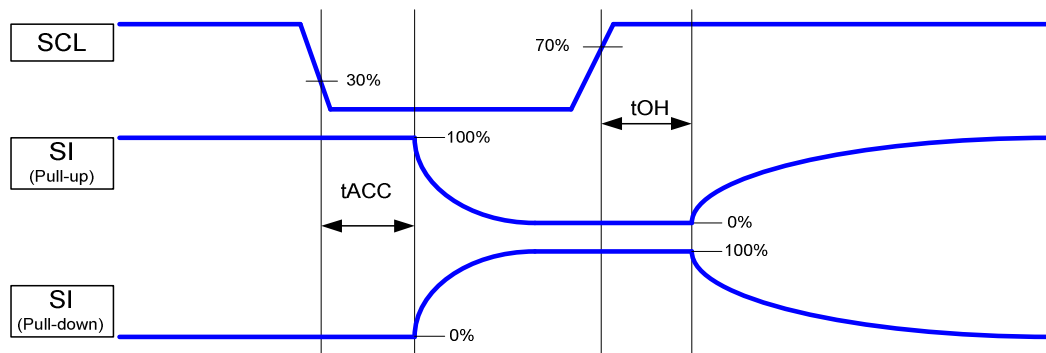 SCL
30%
70%
tOH
SI
(Pull-up)
100%
tACC
0%
100%
SI
(Pull-down)
0%